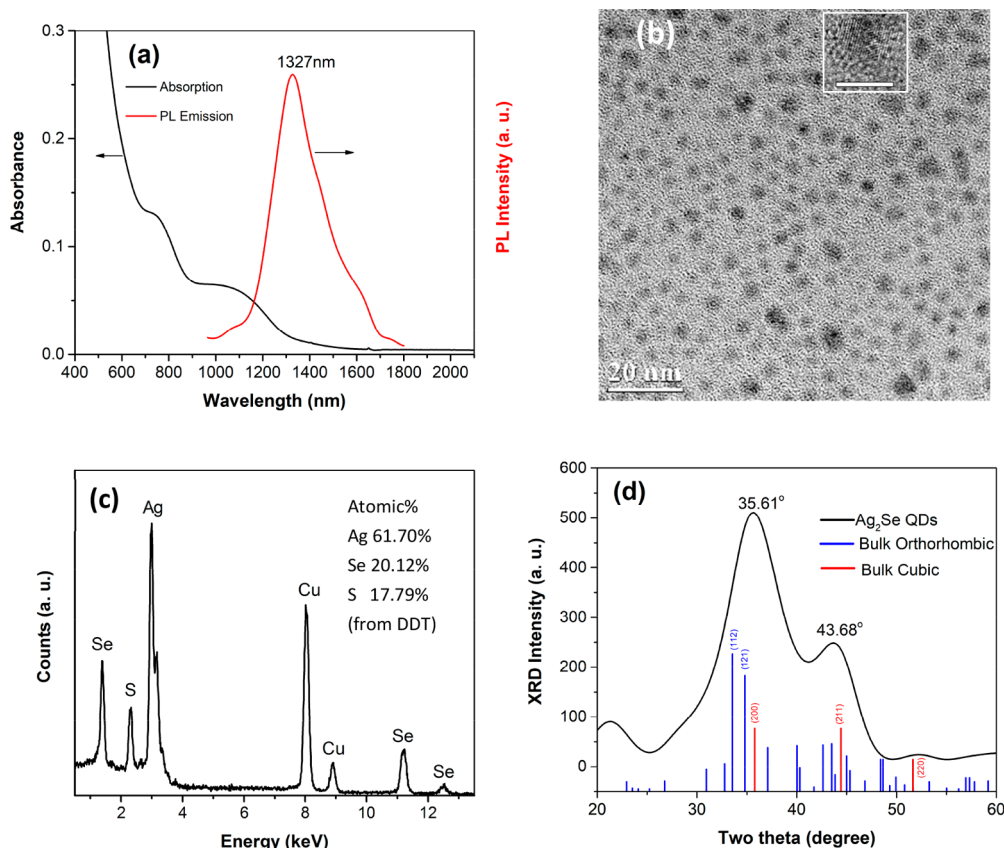 (a)
0.3
0.2
0.1
0.0
Absorbance
Absorption
PL Emission
1327nm
PL Intensity (a. u.)
400 600 800 1000 1200 1400 1600 1800 2000
Wavelength (nm)
(b)
20 nm
(c)
Counts (a. u.)
Se
S
Ag
Cu
Cu
Se
Se
Atomic%
Ag 61.70%
Se 20.12%
S 17.79%
(from DDT)
2 4 6 8 10 12
Energy (keV)
(d)
600
500
400
300
200
100
0
XRD Intensity (a. u.)
35.61°
43.68°
Ag₂Se QDs
Bulk Orthorhombic
Bulk Cubic
(112)
(121)
(200)
(211)
(220)
20 30 40 50 60
Two theta (degree)